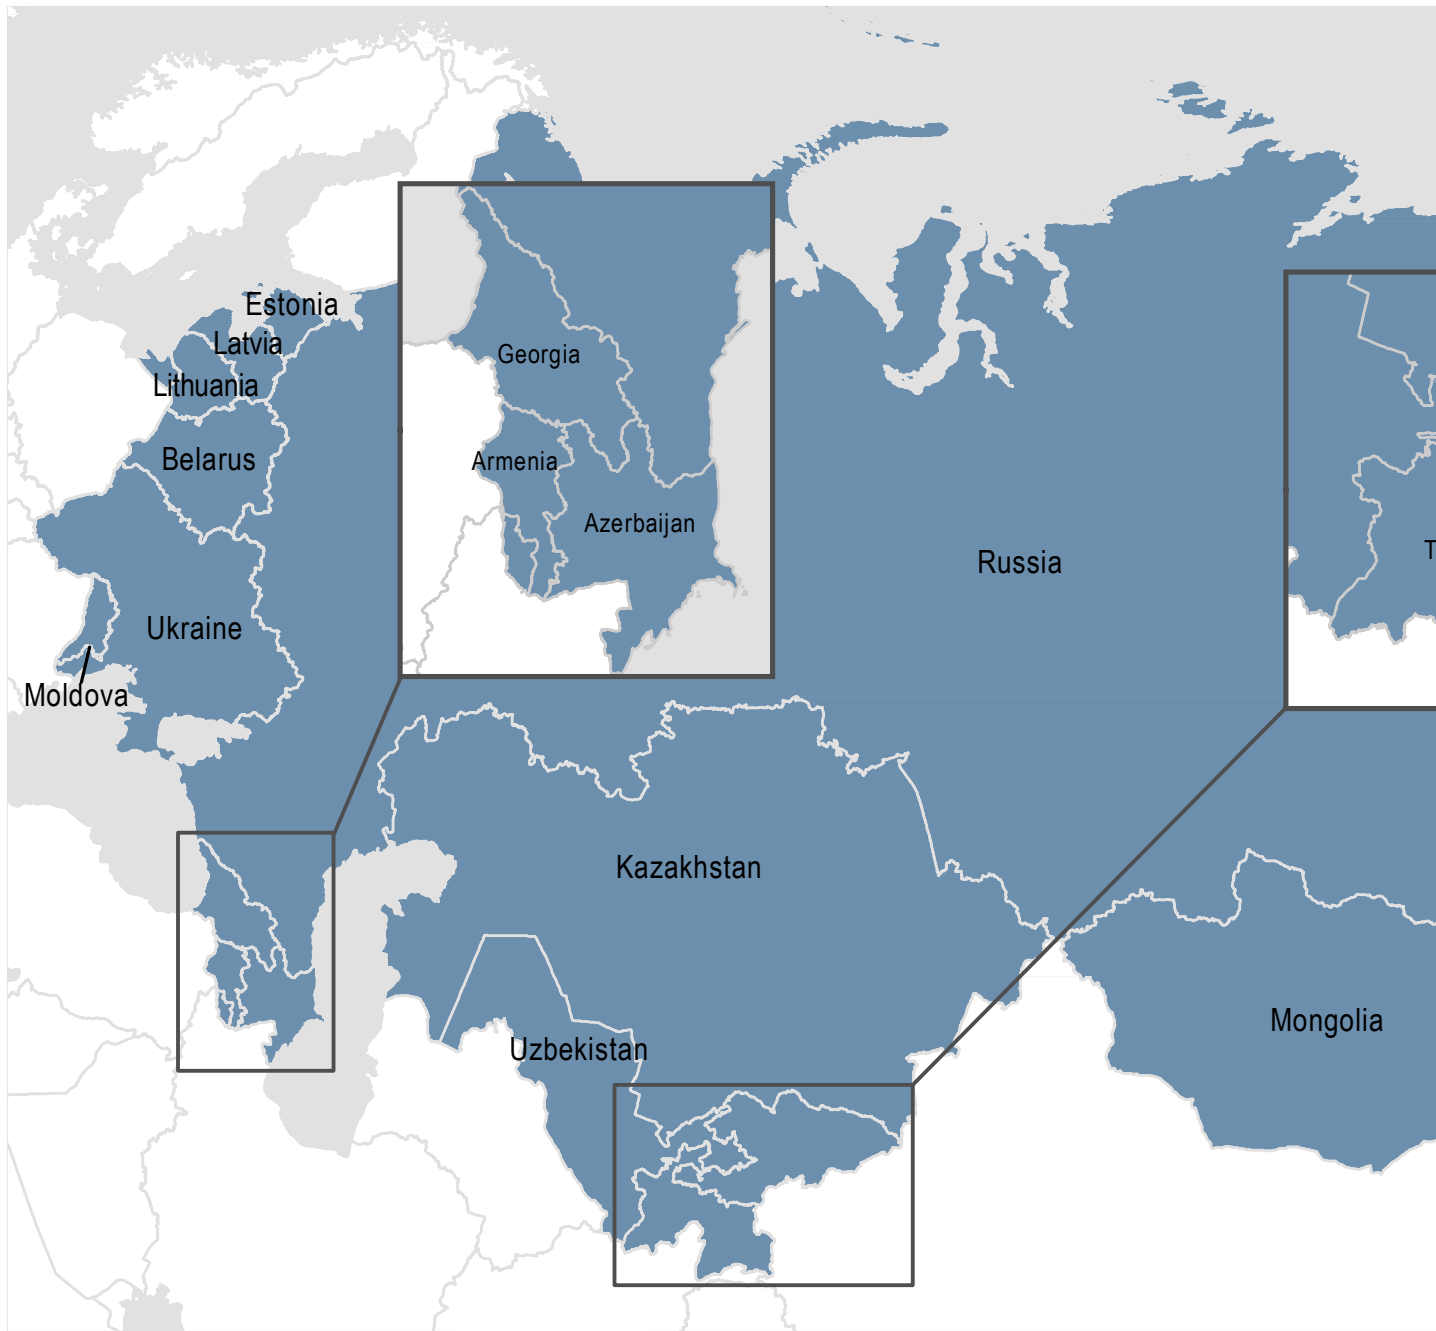 Estonia
Latvia
Lithuania
Belarus
Ukraine
Moldova
Georgia
Armenia
Azerbaijan
Russia
T
Kazakhstan
Uzbekistan
Mongolia